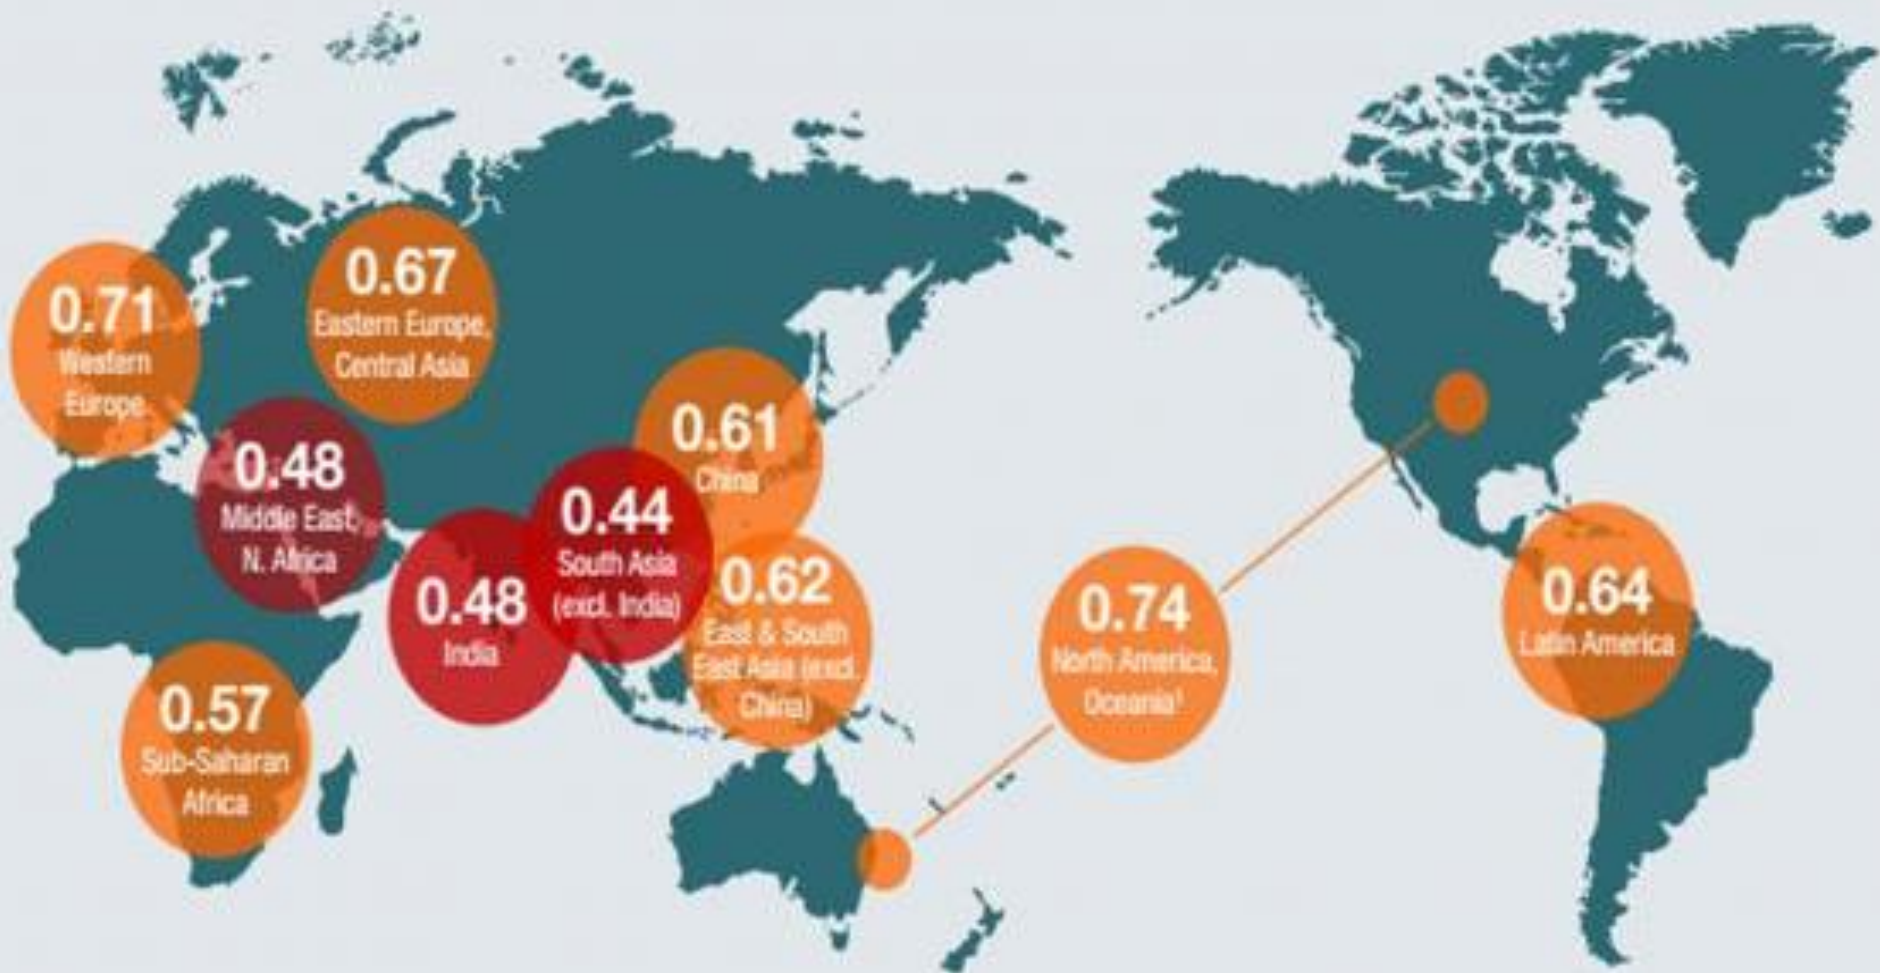 0.71
Western
Europe
0.67
Eastern Europe,
Central Asia
0.48
Middle East,
N. Africa
0.61
China
0.44
South Asia
(excl. India)
0.48
India
0.62
East & South
East Asia (excl.
China)
0.57
Sub-Saharan
Africa
0.74
North America,
Oceania¹
0.64
Latin America